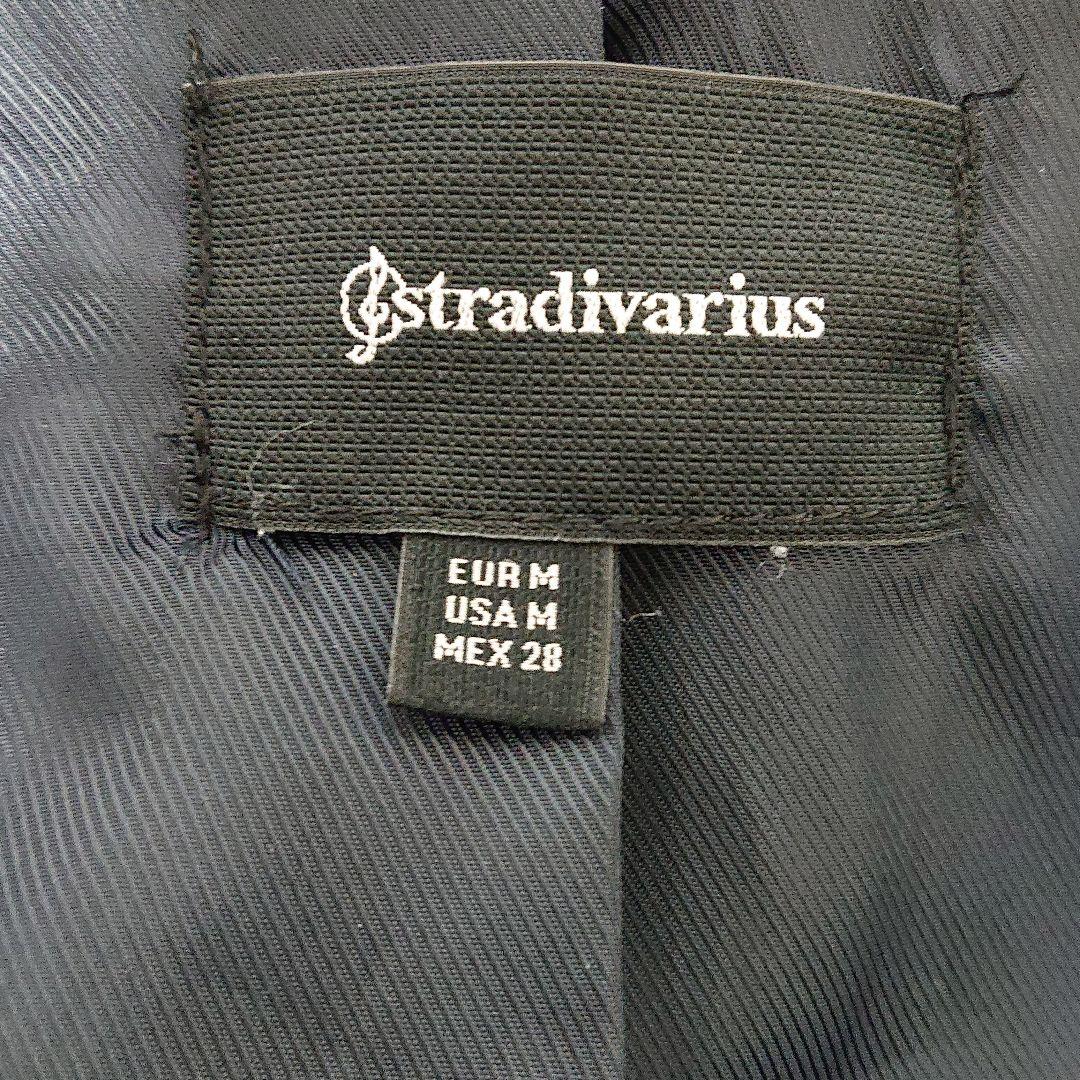 stradivarius
EUR M
USA M
MEX 28